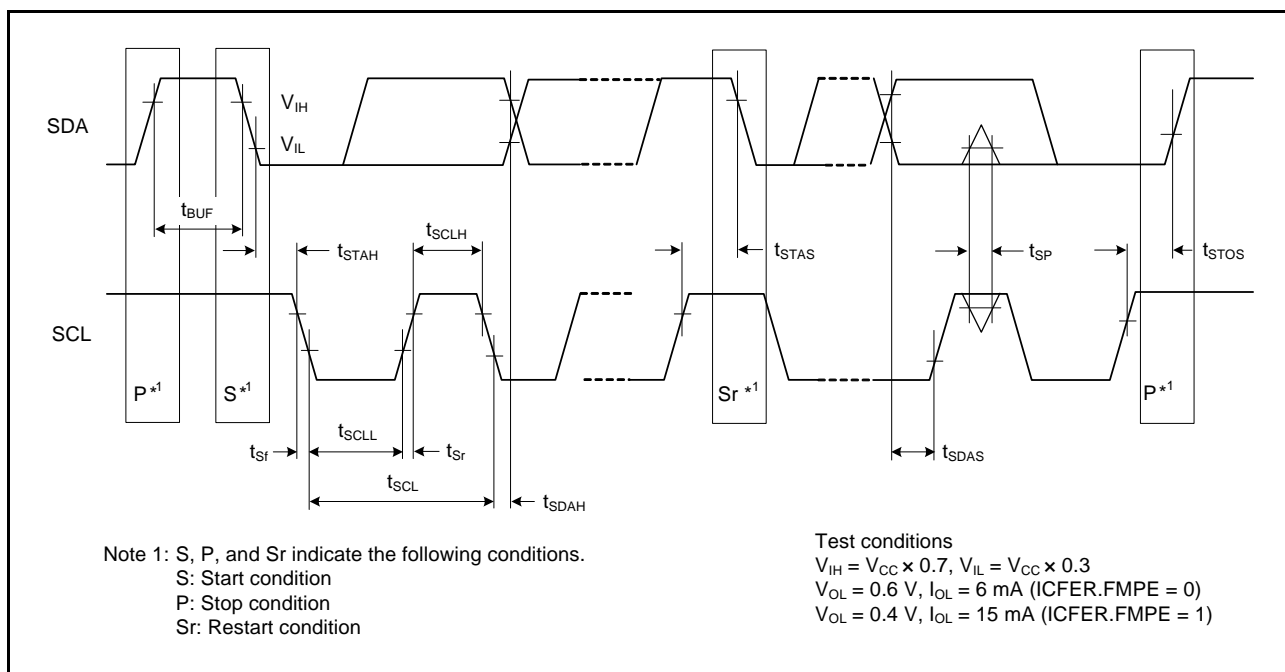 SDA
V_IH
V_IL
t_BUF
t_STAH
t_SCLH
t_STAS
t_SP
t_STOS
SCL
P *1
S *1
Sr *1
P *1
t_Sf
t_SCLL
t_Sr
t_SDAS
t_SCL
t_SDAH
Note 1: S, P, and Sr indicate the following conditions.
S: Start condition
P: Stop condition
Sr: Restart condition
Test conditions
V_IH = V_CC × 0.7, V_IL = V_CC × 0.3
V_OL = 0.6 V, I_OL = 6 mA (ICFER.FMPE = 0)
V_OL = 0.4 V, I_OL = 15 mA (ICFER.FMPE = 1)